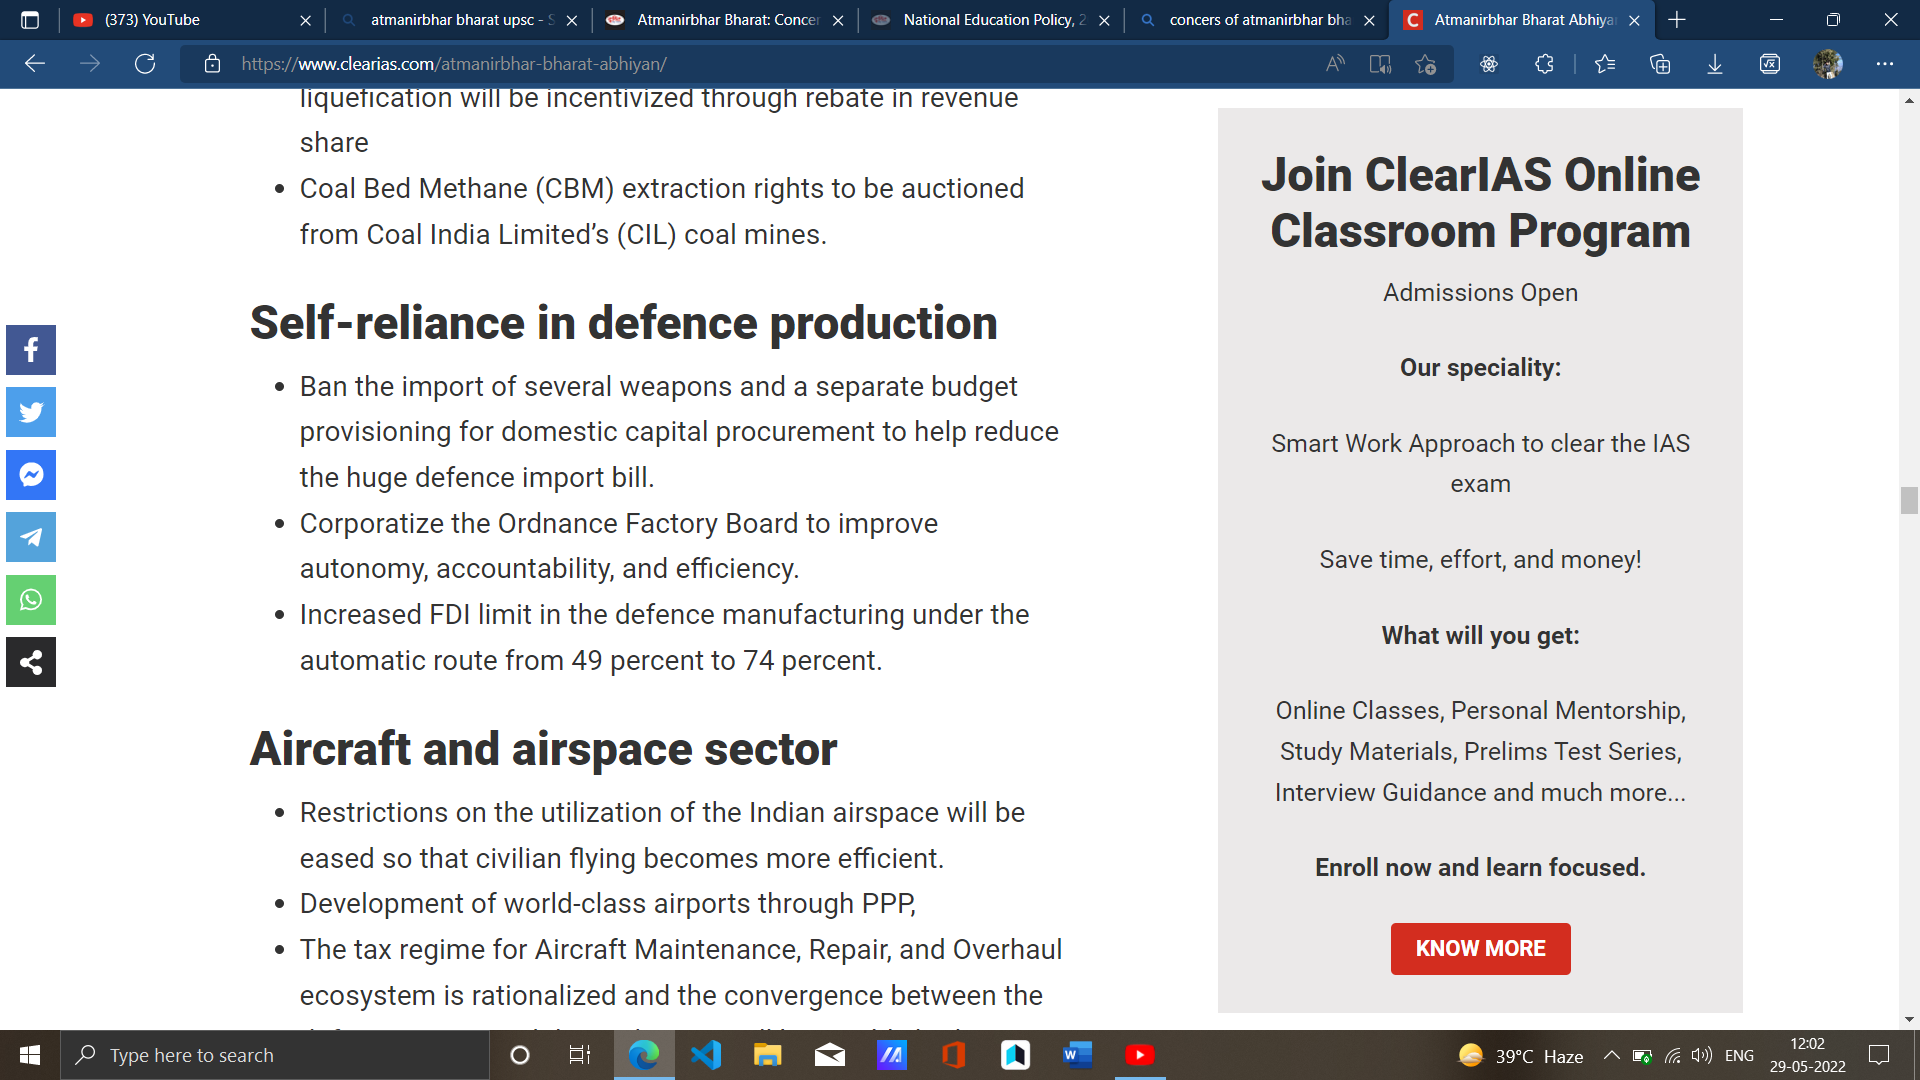 (373) YouTube
atmanirbhar bharat upsc - S
Atmanirbhar Bharat: Concer
National Education Policy, 2
concers of atmanirbhar bha
Atmanirbhar Bharat Abhiyan
https://www.clearias.com/atmanirbhar-bharat-abhiyan/
liquefication will be incentivized through rebate in revenue
share
• Coal Bed Methane (CBM) extraction rights to be auctioned
from Coal India Limited’s (CIL) coal mines.
Self-reliance in defence production
• Ban the import of several weapons and a separate budget
provisioning for domestic capital procurement to help reduce
the huge defence import bill.
• Corporatize the Ordnance Factory Board to improve
autonomy, accountability, and efficiency.
• Increased FDI limit in the defence manufacturing under the
automatic route from 49 percent to 74 percent.
Aircraft and airspace sector
• Restrictions on the utilization of the Indian airspace will be
eased so that civilian flying becomes more efficient.
• Development of world-class airports through PPP,
• The tax regime for Aircraft Maintenance, Repair, and Overhaul
ecosystem is rationalized and the convergence between the
Join ClearIAS Online
Classroom Program
Admissions Open
Our speciality:
Smart Work Approach to clear the IAS
exam
Save time, effort, and money!
What will you get:
Online Classes, Personal Mentorship,
Study Materials, Prelims Test Series,
Interview Guidance and much more...
Enroll now and learn focused.
KNOW MORE
Type here to search
39°C Haze
ENG
12:02
29-05-2022